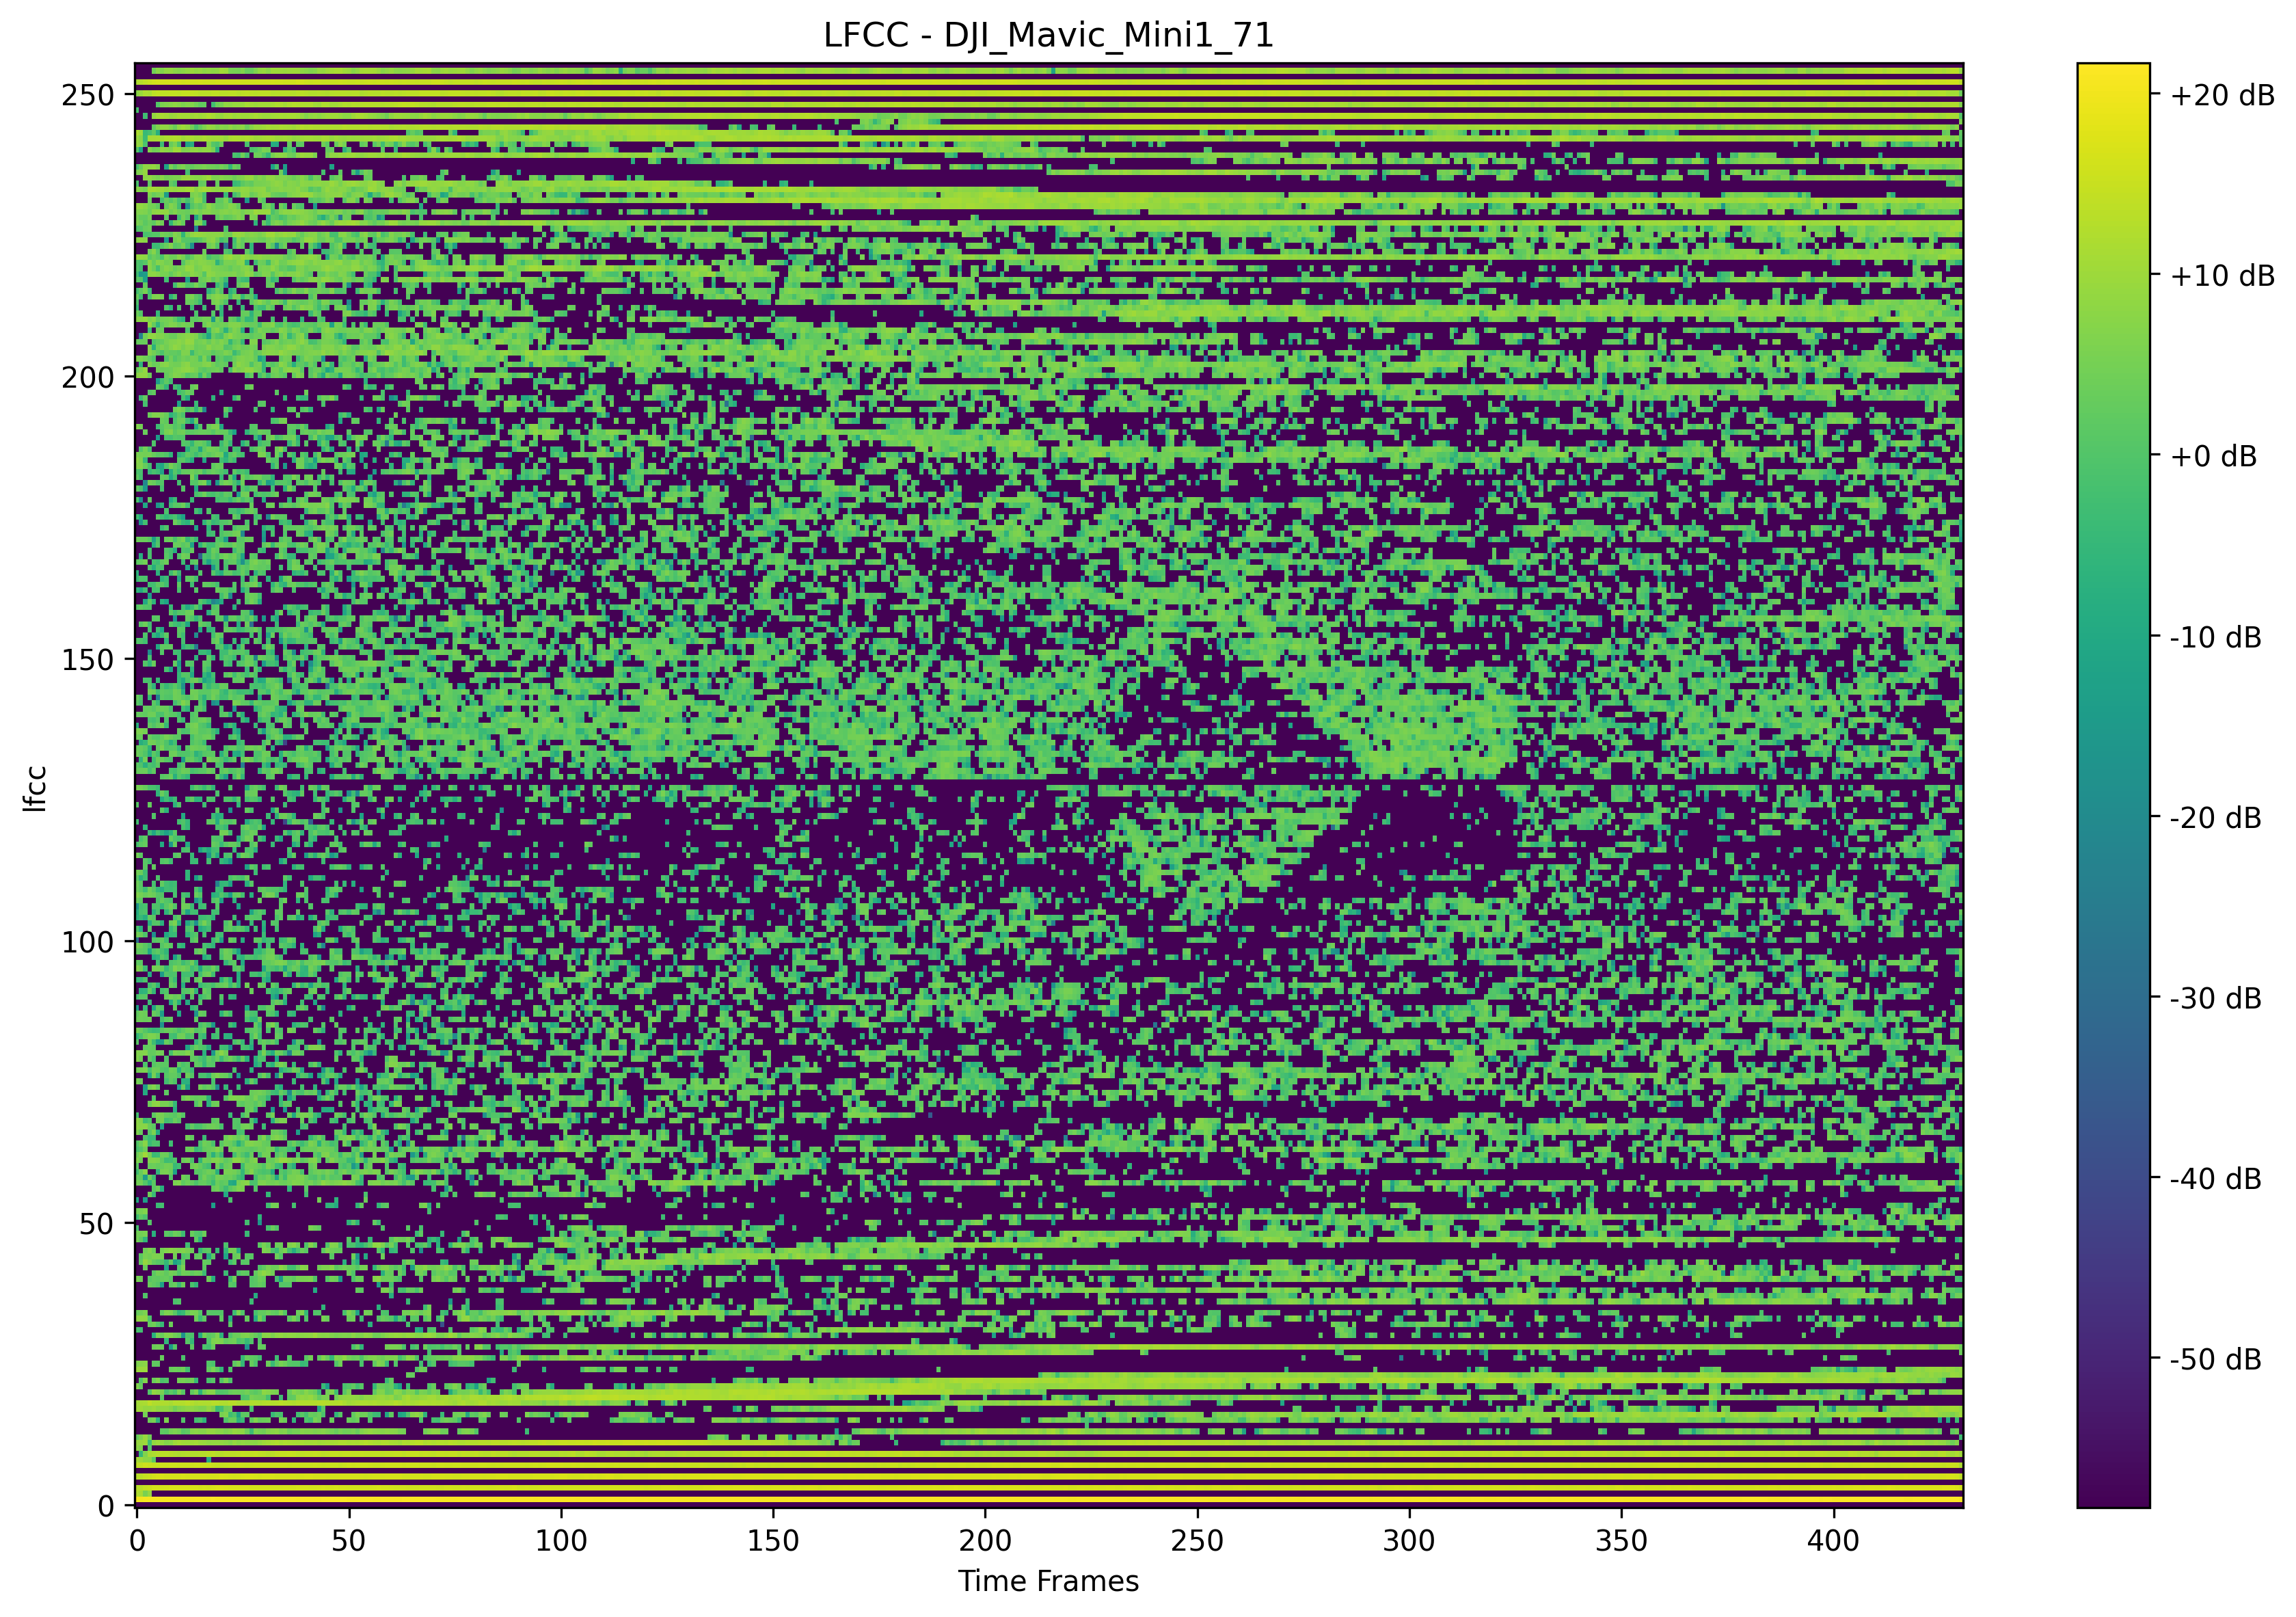 LFCC - DJI_Mavic_Mini1_71
250
200
150
100
50
0
lfcc
0 50 100 150 200 250 300 350 400
Time Frames
+20 dB
+10 dB
+0 dB
-10 dB
-20 dB
-30 dB
-40 dB
-50 dB